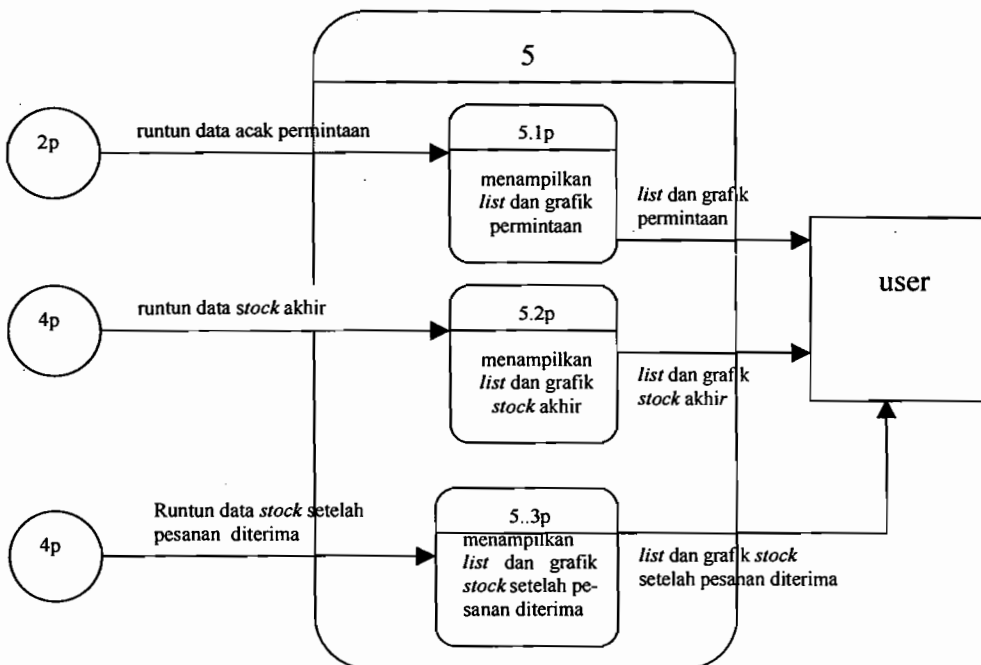 5
2p
runtun data acak permintaan
5.1p
menampilkan
list dan grafik
permintaan
list dan grafik
permintaan
user
4p
runtun data stock akhir
5.2p
menampilkan
list dan grafik
stock akhir
list dan grafik
stock akhir
4p
Runtun data stock setelah
pesanan diterima
5..3p
menampilkan
list dan grafik
stock setelah pe-
sanan diterima
list dan grafik stock
setelah pesanan diterima